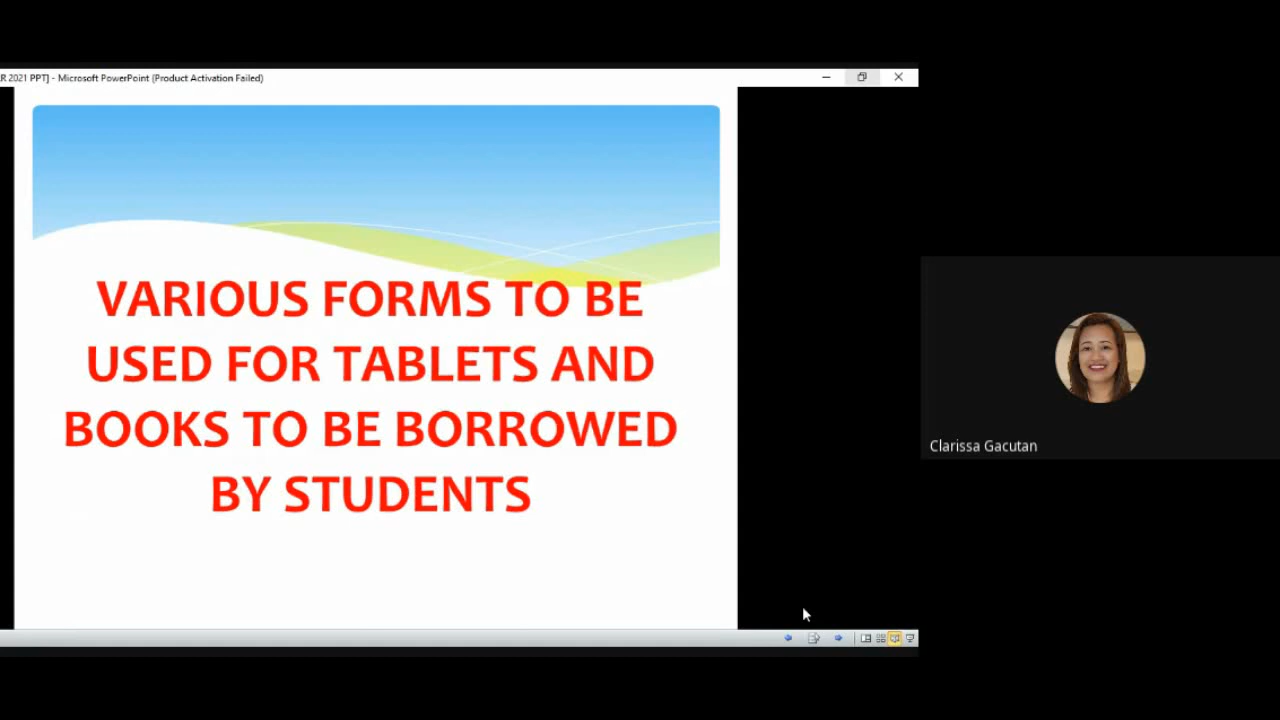 R 2021 PPT] - Microsoft PowerPoint (Product Activation Failed)
VARIOUS FORMS TO BE
USED FOR TABLETS AND
BOOKS TO BE BORROWED
BY STUDENTS
Clarissa Gacutan